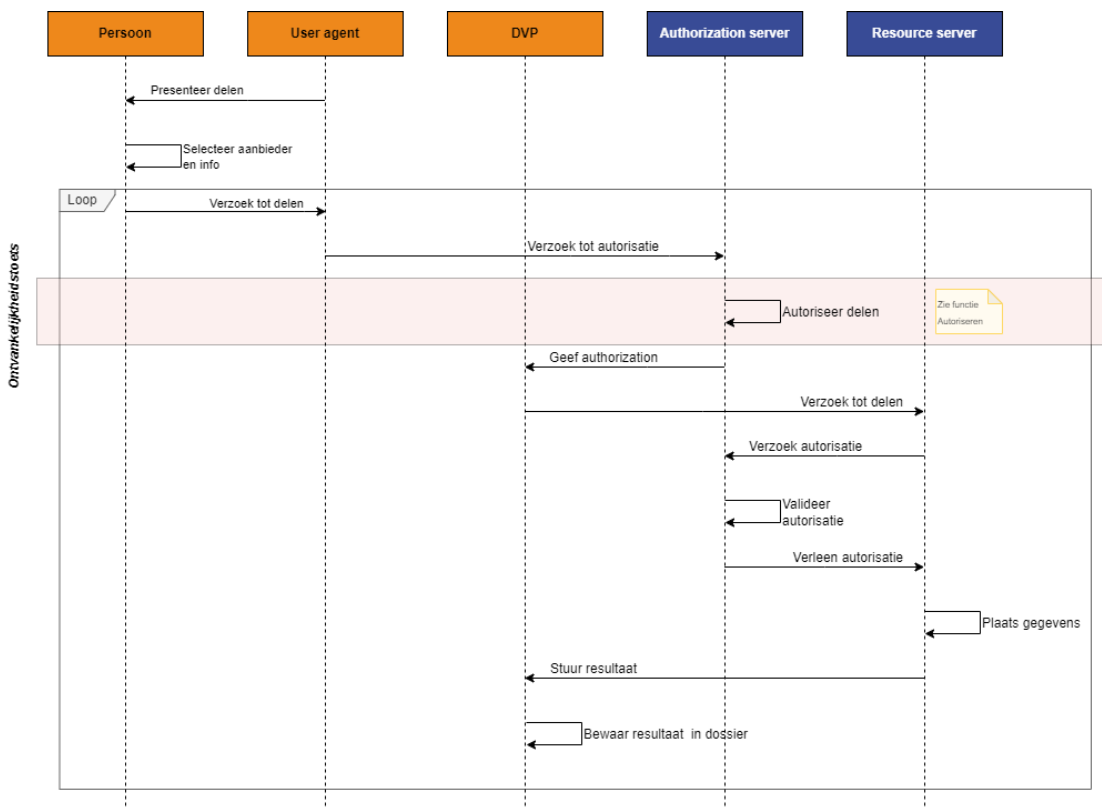 Persoon
User agent
DVP
Authorization server
Resource server
Presenteer delen
Selecteer aanbieder
en info
Loop
Verzoek tot delen
Verzoek tot autorisatie
Ontvankelijkheidstoets
Autoriseer delen
Zie functie
Autoriseren
Geef authorization
Verzoek tot delen
Verzoek autorisatie
Valideer
autorisatie
Verleen autorisatie
Plaats gegevens
Stuur resultaat
Bewaar resultaat in dossier